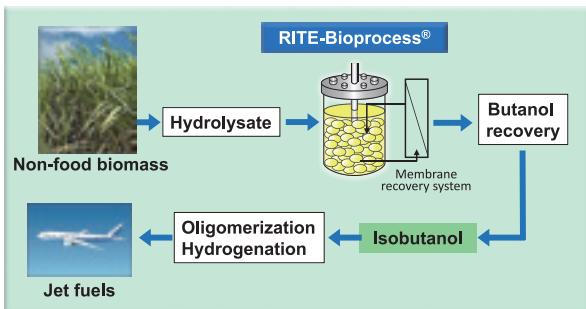 RITE-Bioprocess®
Non-food biomass
Hydrolysate
Membrane
recovery system
Butanol
recovery
Isobutanol
Oligomerization
Hydrogenation
Jet fuels